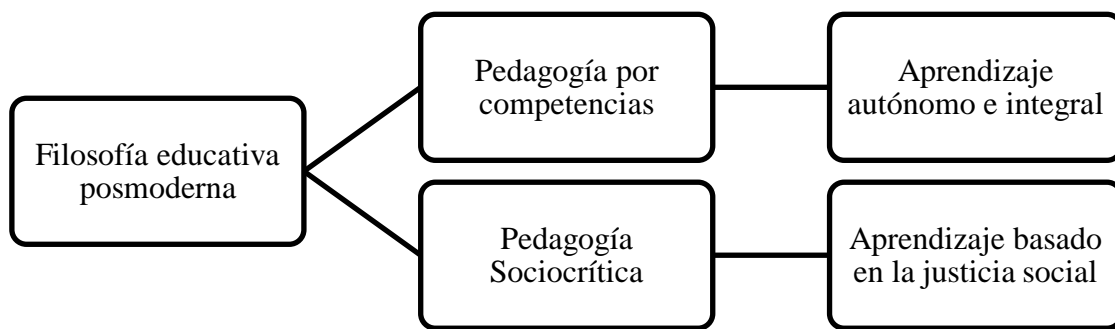 Filosofía educativa
posmoderna
Pedagogía por
competencias
Aprendizaje
autónomo e integral
Pedagogía
Sociocrítica
Aprendizaje basado
en la justicia social